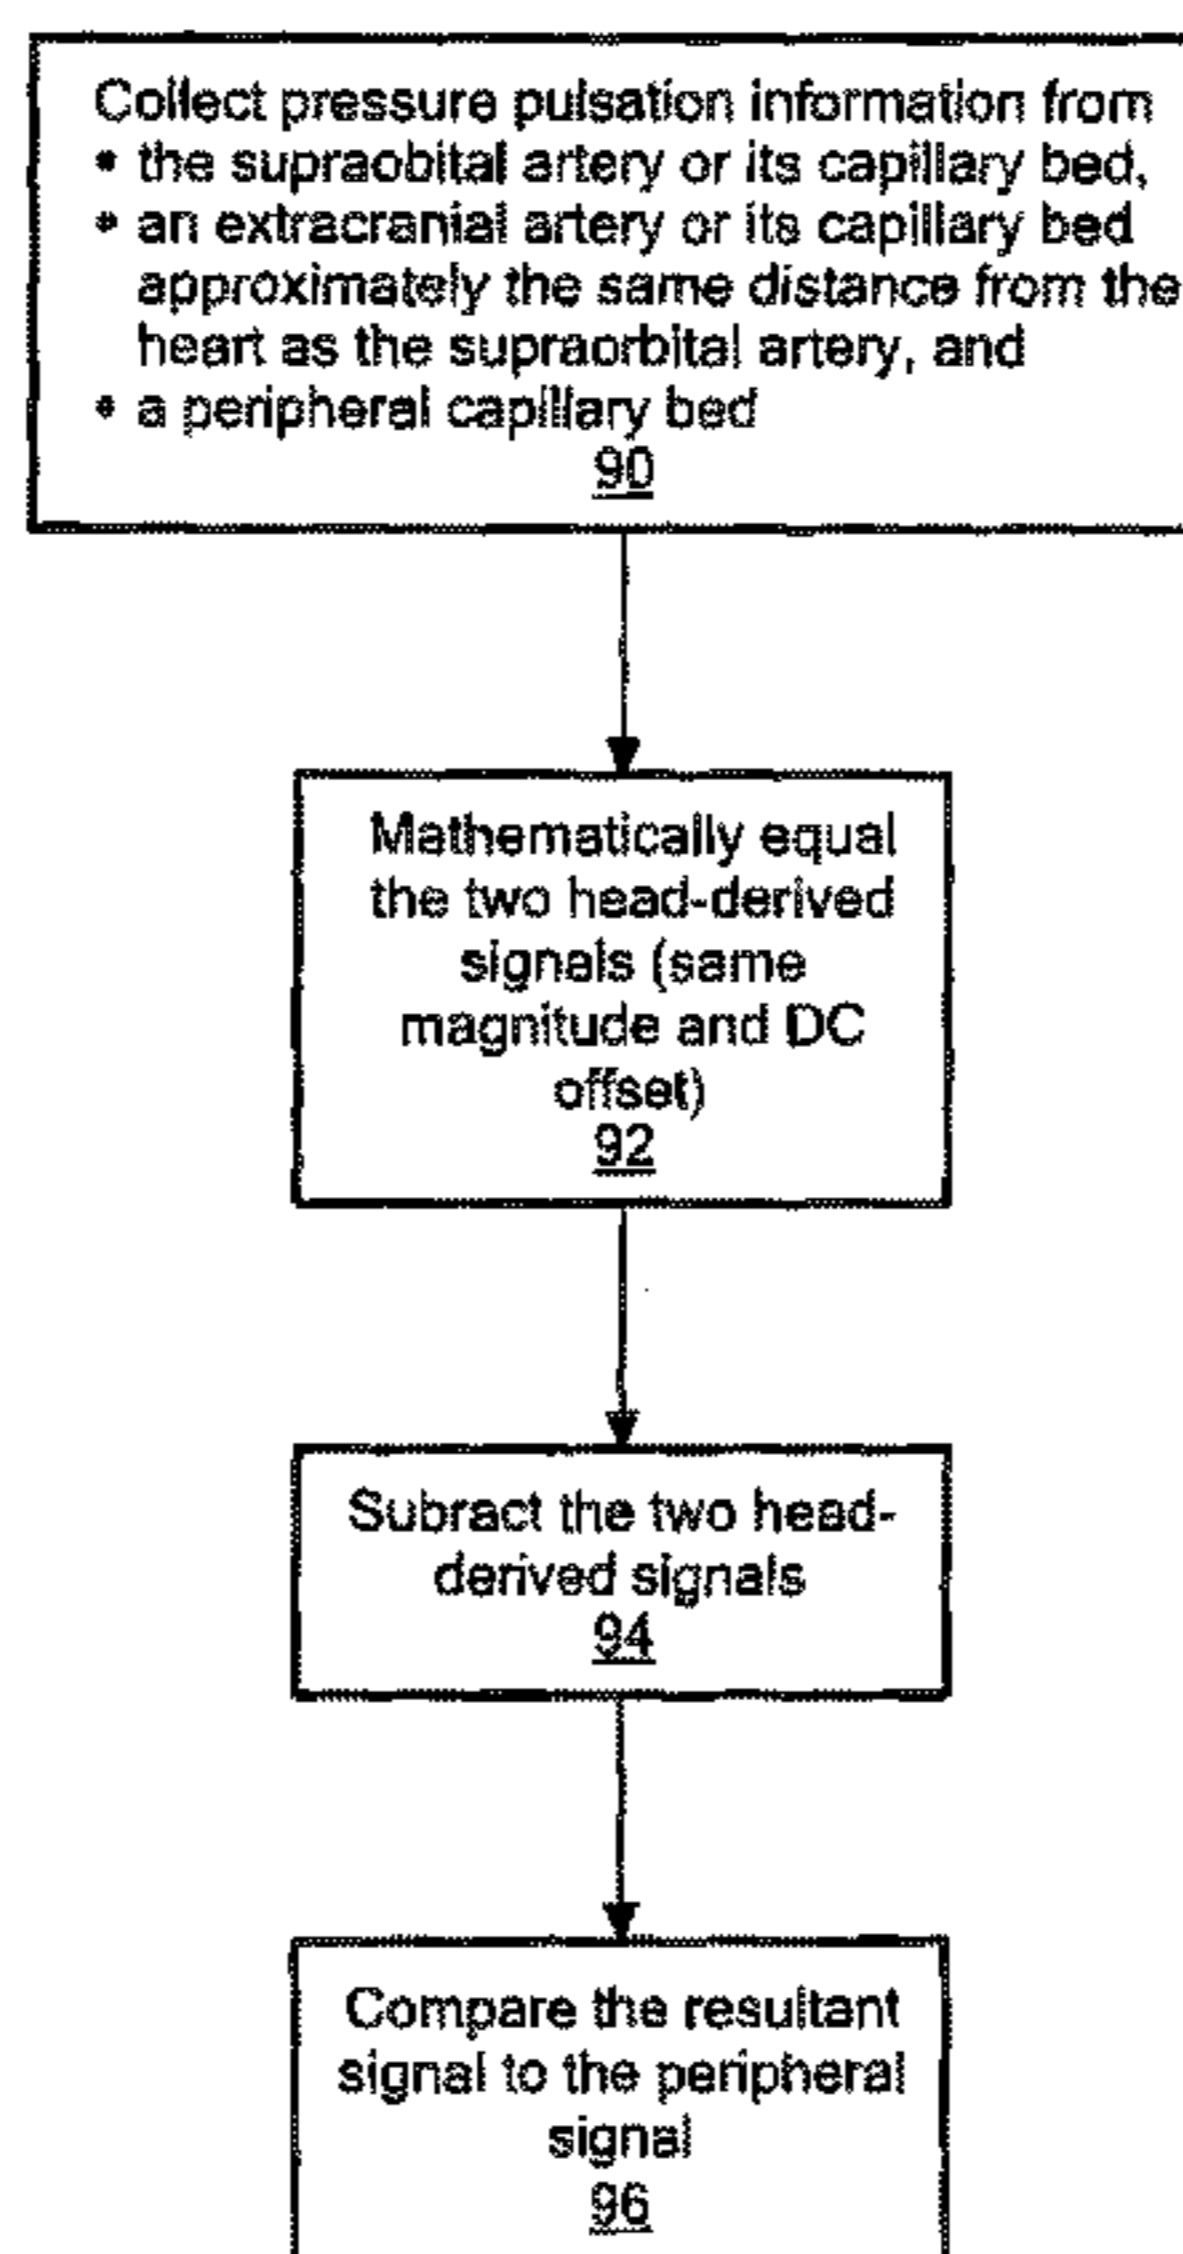 Collect pressure pulsation information from
• the supraobital artery or its capillary bed,
• an extracranial artery or its capillary bed
approximately the same distance from the
heart as the supraorbital artery, and
• a peripheral capillary bed
90
Mathematically equal
the two head-derived
signals (same
magnitude and DC
offset)
92
Subract the two head-
derived signals
94
Compare the resultant
signal to the peripheral
signal
96